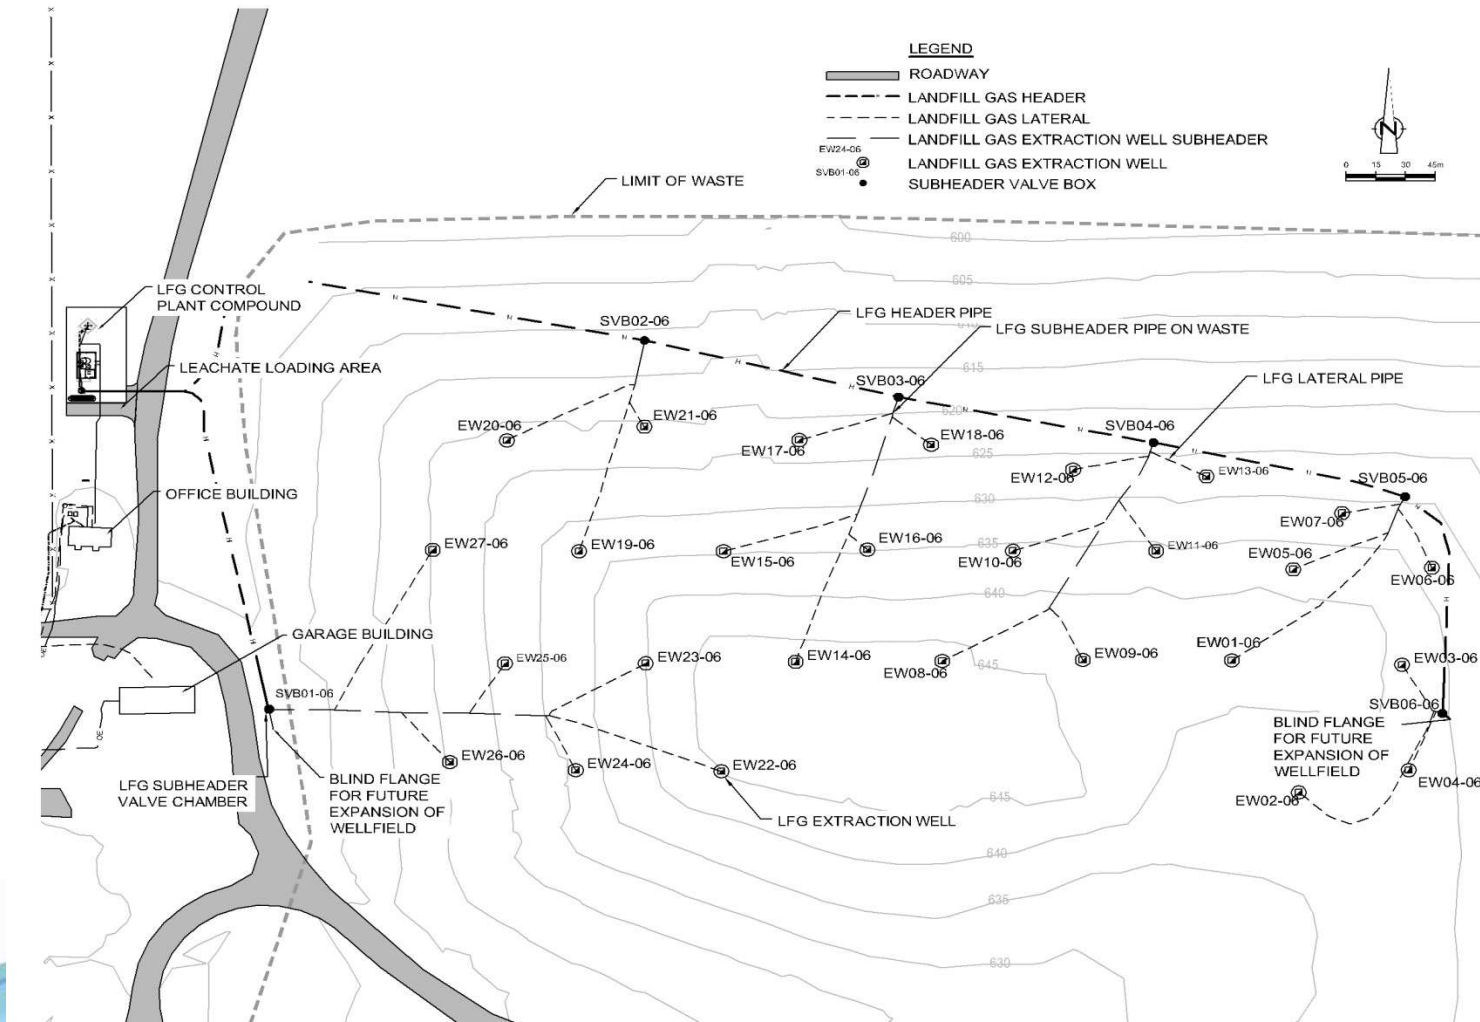 LEGEND
ROADWAY
LANDFILL GAS HEADER
LANDFILL GAS LATERAL
LANDFILL GAS EXTRACTION WELL SUBHEADER
EW24-06
LANDFILL GAS EXTRACTION WELL
SVB01-06
SUBHEADER VALVE BOX
N
0 15 30 45m
LIMIT OF WASTE
600
605
LFG CONTROL
PLANT COMPOUND
SVB02-06
LFG HEADER PIPE
LFG SUBHEADER PIPE ON WASTE
615
LEACHATE LOADING AREA
SVB03-06
LFG LATERAL PIPE
620
EW20-06
EW21-06
EW17-06
EW18-06
SVB04-06
625
EW12-06
EW13-06
SVB05-06
OFFICE BUILDING
630
EW07-06
EW27-06
EW19-06
EW15-06
EW16-06
635
EW10-06
EW11-06
EW05-06
EW06-06
640
GARAGE BUILDING
EW25-06
EW23-06
EW14-06
EW08-06
645
EW09-06
EW01-06
EW03-06
SVB01-06
SVB06-06
BLIND FLANGE
FOR FUTURE
EXPANSION OF
WELLFIELD
EW26-06
EW24-06
EW22-06
EW04-06
EW02-06
LFG SUBHEADER
VALVE CHAMBER
BLIND FLANGE
FOR FUTURE
EXPANSION OF
WELLFIELD
645
LFG EXTRACTION WELL
640
635
630